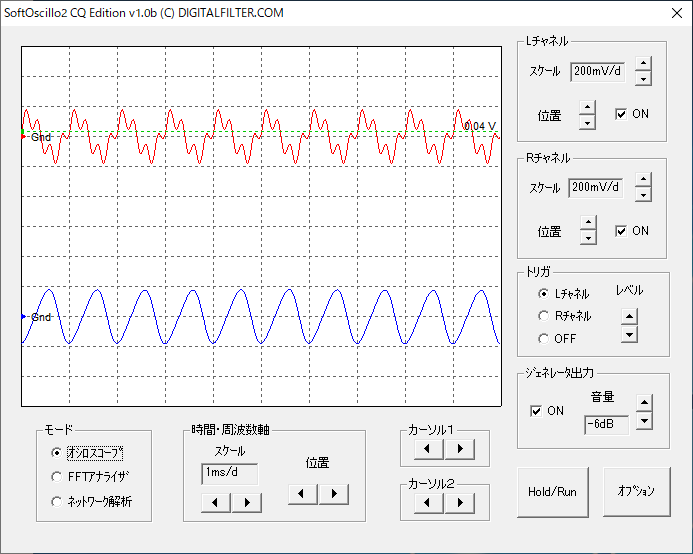 SoftOscillo2 CQ Edition v1.0b (C) DIGITALFILTER.COM
Gnd
0.04 V
Gnd
Lﾁｬﾈﾙ
ｽｹｰﾙ
200mV/d
位置
ON
Rﾁｬﾈﾙ
ｽｹｰﾙ
200mV/d
位置
ON
ﾄﾘｶﾞ
Lﾁｬﾈﾙ
ﾚﾍﾞﾙ
Rﾁｬﾈﾙ
OFF
ｼﾞｪﾈﾚｰﾀ出力
ON
音量
-6dB
モード
ｵｼﾛｽｺｰﾌﾟ
FFTｱﾅﾗｲｻﾞ
ﾈｯﾄﾜｰｸ解析
時間・周波数軸
ｽｹｰﾙ
1ms/d
位置
カーソル１
カーソル２
Hold/Run
ｵﾌﾟｼｮﾝ